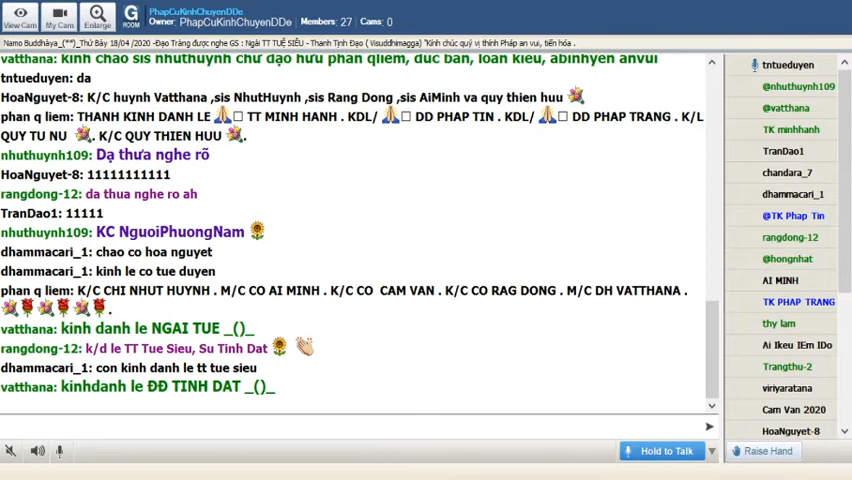 View Cam
My Cam
Enlarge
G
ROOM
PhapCuKinhChuyenDDe
Owner: PhapCuKinhChuyenDDe
Members: 27
Cams: 0
Namo Buddhàya_(**)_Thứ Bảy 18/04 /2020 -Đạo Tràng được nghe GS : Ngài TT TUỆ SIÊU - Thanh Tịnh Đạo ( Visuddhimagga) "Kính chúc quý vị thính Pháp an vui, tiến hóa .
vatthana: kinh chao sis nhuthuynh chư đạo hưu phan qliem, duc ban, loan kieu, abinhyen anvui
tntueduyen: da
HoaNguyet-8: K/C huynh Vatthana ,sis NhutHuynh ,sis Rang Dong ,sis AiMinh va quy thien huu
phan q liem: THANH KINH DANH LE TT MINH HANH . KDL/ DD PHAP TIN . KDL/ DD PHAP TRANG . K/L
QUY TU NU . K/C QUY THIEN HUU .
nhuthuynh109: Dạ thưa nghe rõ
HoaNguyet-8: 11111111111
rangdong-12: da thua nghe ro ah
TranDao1: 11111
nhuthuynh109: KC NguoiPhuongNam
dhammacari_1: chao co hoa nguyet
dhammacari_1: kinh le co tue duyen
phan q liem: K/C CHI NHUT HUYNH . M/C CO AI MINH . K/C CO CAM VAN . K/C CO RAG DONG . M/C DH VATTHANA .
.
vatthana: kinh danh le NGAI TUE _()_
rangdong-12: k/d le TT Tue Sieu, Su Tinh Dat
dhammacari_1: con kinh danh le tt tue sieu
vatthana: kinhdanh le ĐĐ TINH DAT _()_
Hold to Talk
tntueduyen
@nhuthuynh109
@vatthana
TK minhhanh
TranDao1
chandara_7
dhammacari_1
@TK Phap Tin
rangdong-12
@hongnhat
AI MINH
TK PHAP TRANG
thy lam
Ai lkeu IEm IDo
Trangthu-2
viriyaratana
Cam Van 2020
HoaNguyet-8
Raise Hand